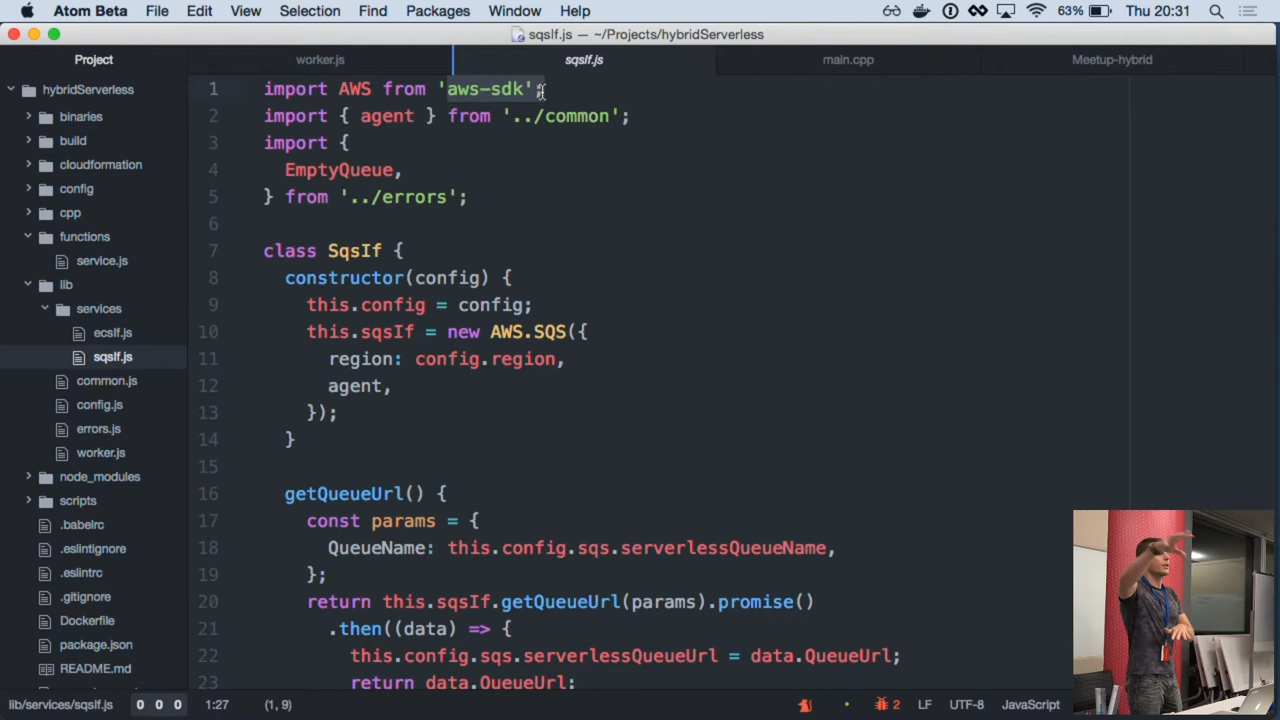 Atom Beta File Edit View Selection Find Packages Window Help 63% Thu 20:31
sqsIf.js — ~/Projects/hybridServerless
Project
worker.js
sqsIf.js
main.cpp
Meetup-hybrid
hybridServerless
binaries
build
cloudformation
config
cpp
functions
service.js
lib
services
ecsIf.js
sqsIf.js
common.js
config.js
errors.js
worker.js
node_modules
scripts
.babelrc
.eslintignore
.eslintrc
.gitignore
Dockerfile
package.json
README.md
1 import AWS from 'aws-sdk';
2 import { agent } from '../common';
3 import {
4 EmptyQueue,
5 } from '../errors';
6
7 class SqsIf {
8 constructor(config) {
9 this.config = config;
10 this.sqsIf = new AWS.SQS({
11 region: config.region,
12 agent,
13 });
14 }
15
16 getQueueUrl() {
17 const params = {
18 QueueName: this.config.sqs.serverlessQueueName,
19 };
20 return this.sqsIf.getQueueUrl(params).promise()
21 .then((data) => {
22 this.config.sqs.serverlessQueueUrl = data.QueueUrl;
23 return data.QueueUrl;
lib/services/sqsIf.js 0 0 0 1:27 (1, 9) 2 LF UTF-8 JavaScript